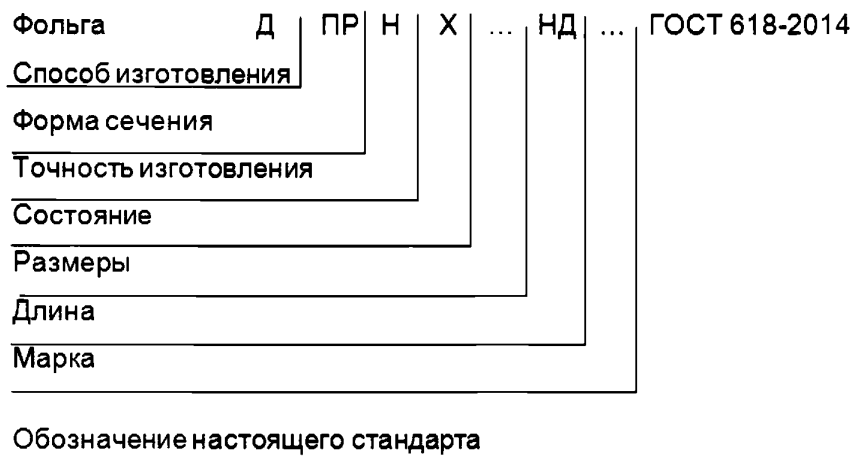 Фольга Д ПР Н Х ... НД ... ГОСТ 618-2014
Способ изготовления
Форма сечения
Точность изготовления
Состояние
Размеры
Длина
Марка
Обозначение настоящего стандарта